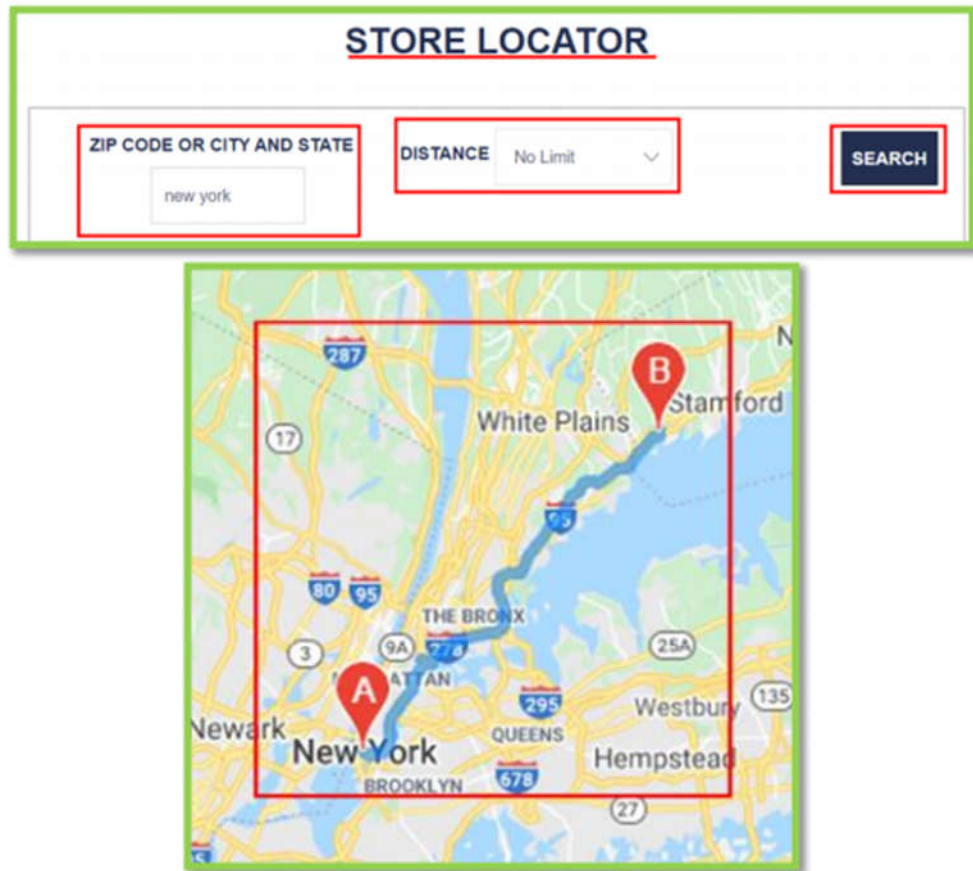 STORE LOCATOR
ZIP CODE OR CITY AND STATE
new york
DISTANCE
No Limit
SEARCH
287
N
B
Stamford
White Plains
17
95
80
95
THE BRONX
9A
278
3
25A
A
MANHATTAN
295
Westbury
135
Newark
New York
QUEENS
Hempstead
BROOKLYN
678
27